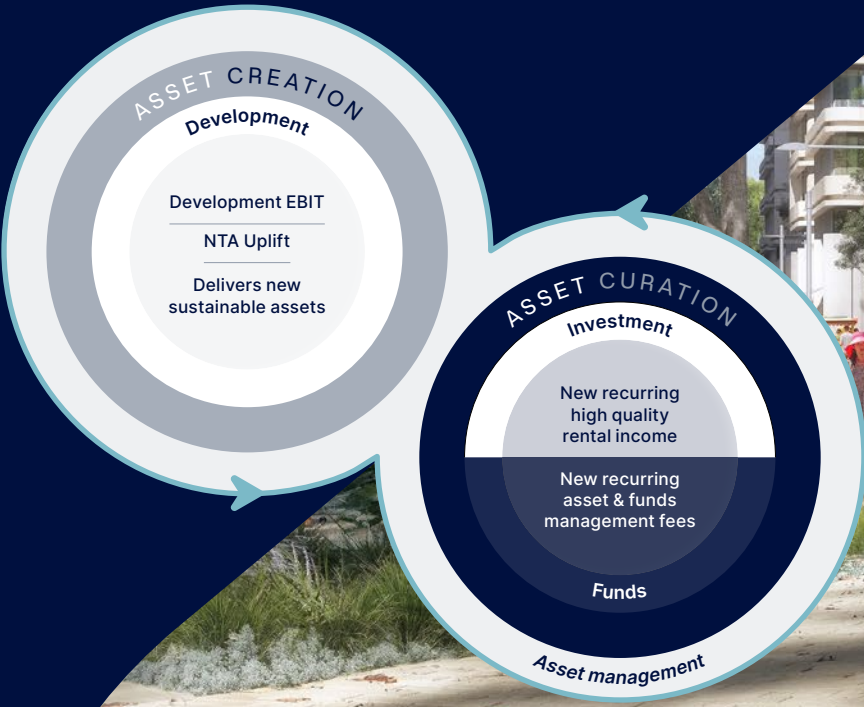 ASSET CREATION
Development
Development EBIT
NTA Uplift
Delivers new
sustainable assets
ASSET CURATION
Investment
New recurring
high quality
rental income
New recurring
asset & funds
management fees
Funds
Asset management